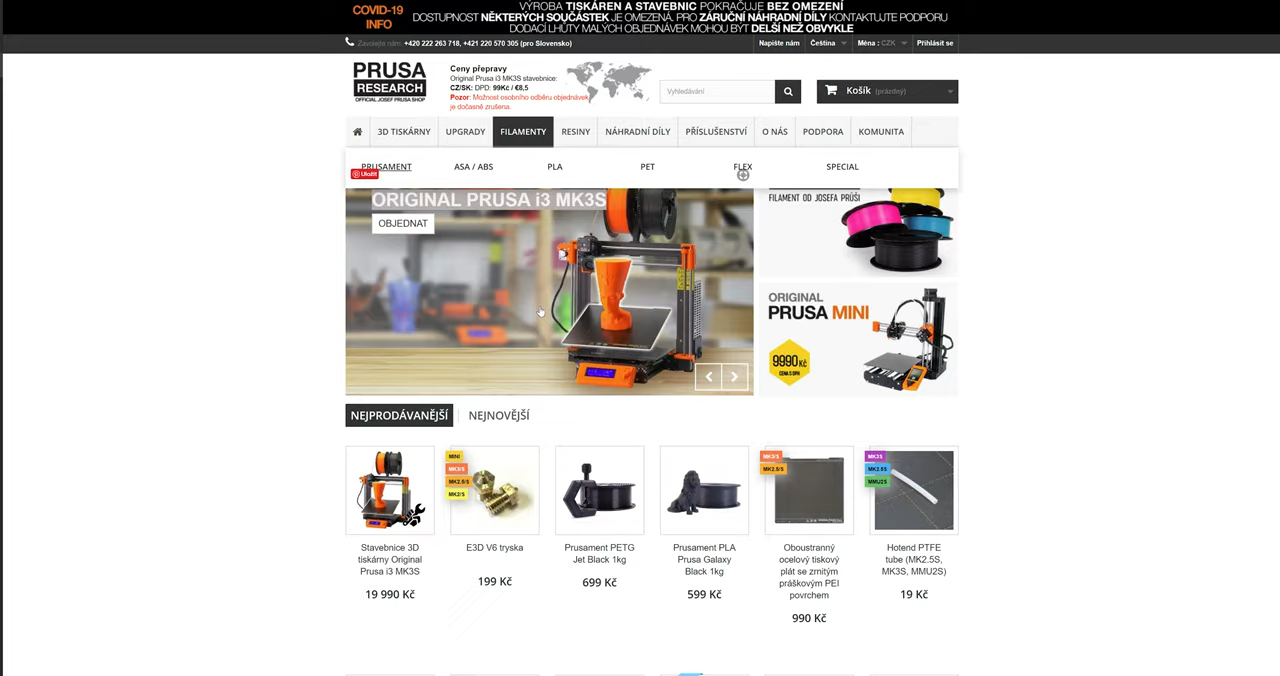 COVID-19
INFO
VÝROBA TISKÁREN A STAVEBNIC POKRAČUJE BEZ OMEZENÍ
DOSTUPNOST NĚKTERÝCH SOUČÁSTEK JE OMEZENÁ. PRO ZÁRUČNÍ NÁHRADNÍ DÍLY KONTAKTUJTE PODPORU
DODACÍ LHŮTY MALÝCH OBJEDNÁVEK MOHOU BÝT DELŠÍ NEŽ OBVYKLE
Zavolejte nám: +420 222 263 718, +421 220 570 305 (pro Slovensko)
Napište nám Čeština Měna : CZK Přihlásit se
PRUSA
RESEARCH
OFFICIAL JOSEF PRUSA SHOP
Ceny přepravy
Original Prusa i3 MK3S stavebnice:
CZ/SK: DPD: 99Kč / €8,5
Pozor: Možnost osobního odběru objednávek
je dočasně zrušena.
Vyhledávání
Košík (prázdný)
3D TISKÁRNY UPGRADY FILAMENTY RESINY NÁHRADNÍ DÍLY PŘÍSLUŠENSTVÍ O NÁS PODPORA KOMUNITA
PRUSAMENT ASA / ABS PLA PET FLEX SPECIAL
Uložit
ORIGINAL PRUSA i3 MK3S
OBJEDNAT
FILAMENT OD JOSEFA PRŮŠI
ORIGINAL
PRUSA MINI
9990 Kč
CENA S DPH
NEJPRODÁVANĚJŠÍ NEJNOVĚJŠÍ
MINI
MK3/S
MK2.5/S
MK2/S
MK3/S
MK2.5/S
MK3S
MK2.5S
MMU2S
Stavebnice 3D
tiskárny Original
Prusa i3 MK3S
19 990 Kč
E3D V6 tryska
199 Kč
Prusament PETG
Jet Black 1kg
699 Kč
Prusament PLA
Prusa Galaxy
Black 1kg
599 Kč
Oboustranný
ocelový tiskový
plát se zrnitým
práškovým PEI
povrchem
990 Kč
Hotend PTFE
tube (MK2.5S,
MK3S, MMU2S)
19 Kč